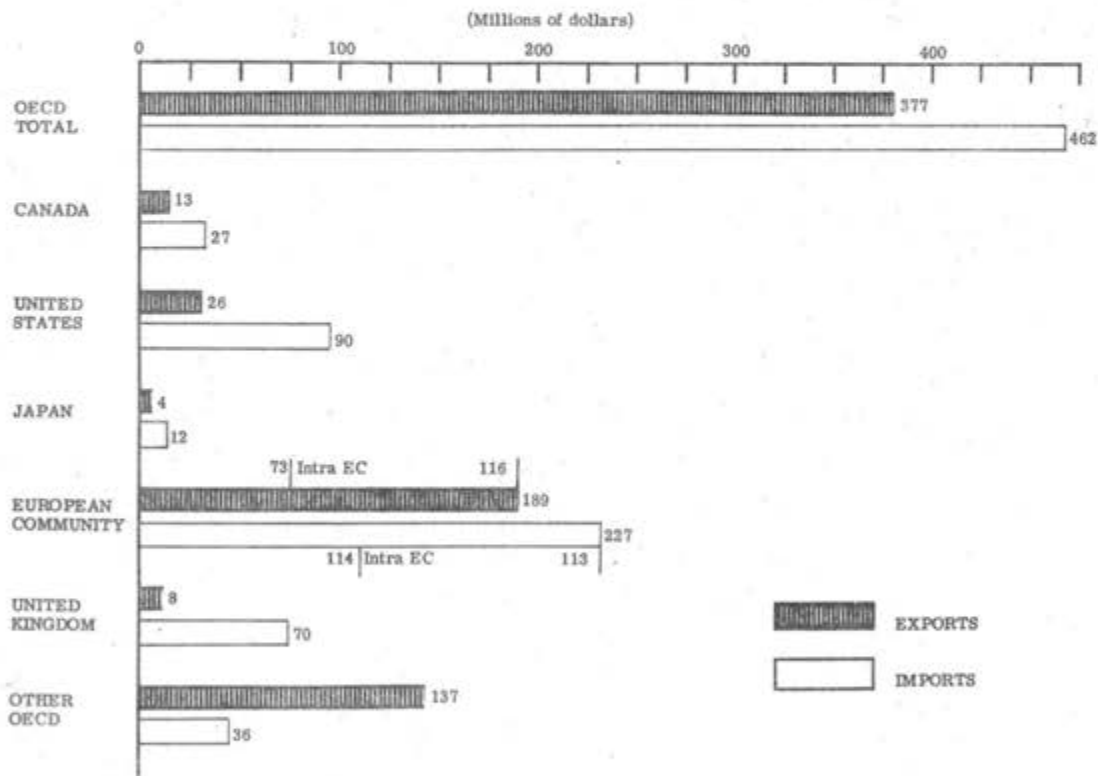 (Millions of dollars)
0 100 200 300 400
OECD
TOTAL
377
462
CANADA
13
27
UNITED
STATES
26
90
JAPAN
4
12
73 Intra EC 116
EUROPEAN
COMMUNITY
189
227
114 Intra EC 113
UNITED
KINGDOM
8
70
EXPORTS
IMPORTS
OTHER
OECD
137
36